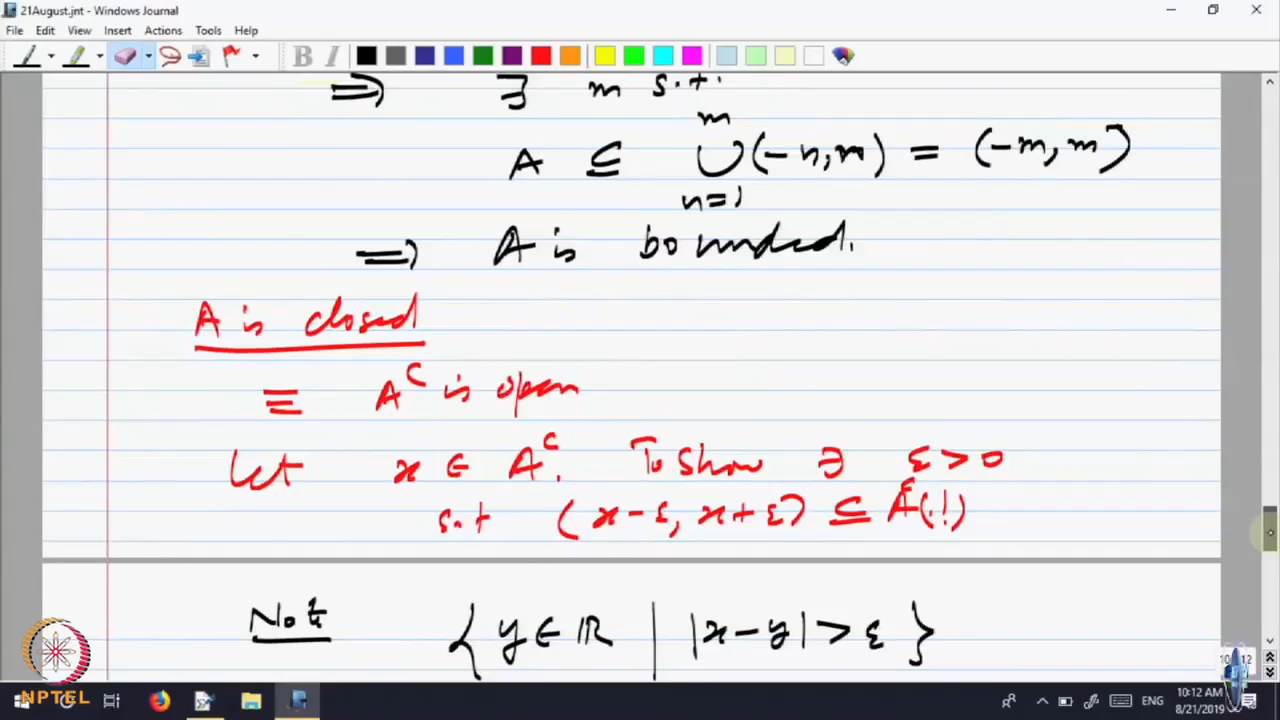 21August.jnt - Windows Journal
File Edit View Insert Actions Tools Help
B I
⇒ ∃ m s.t.
m
A ⊆ ∪ (-n, m) = (-m, m)
n=1
⇒ A is bounded.
A is closed
≡ A^c is open
Let x ∈ A^c. To show ∃ ε > 0
s.t (x-ε, x+ε) ⊆ A^c (!!)
Note { y ∈ ℝ | |x-y| > ε }
NPTEL
ENG
10:12 AM
8/21/2019